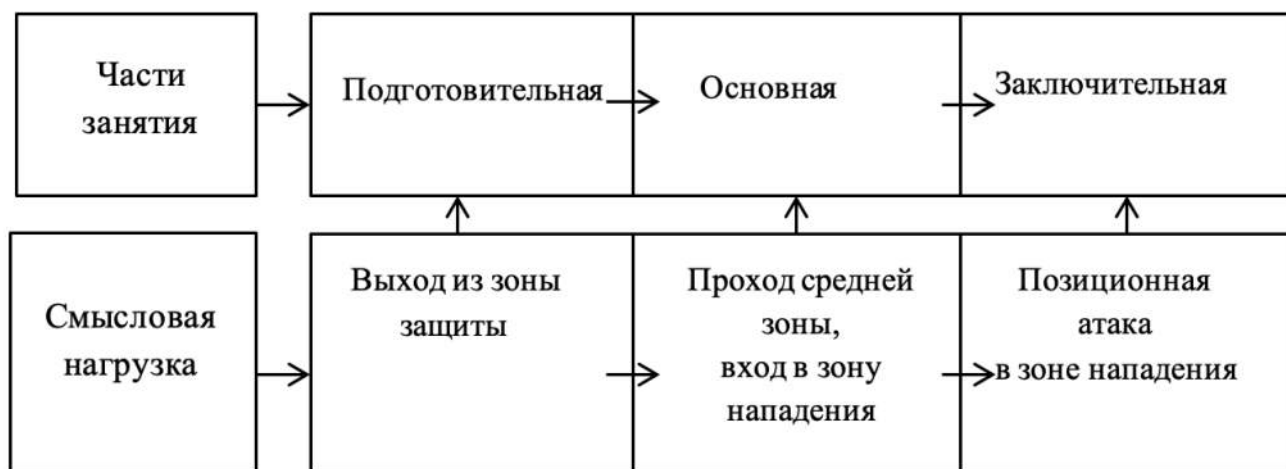 Части
занятия
Подготовительная
Основная
Заключительная
Смысловая
нагрузка
Выход из зоны
защиты
Проход средней
зоны,
вход в зону
нападения
Позиционная
атака
в зоне нападения